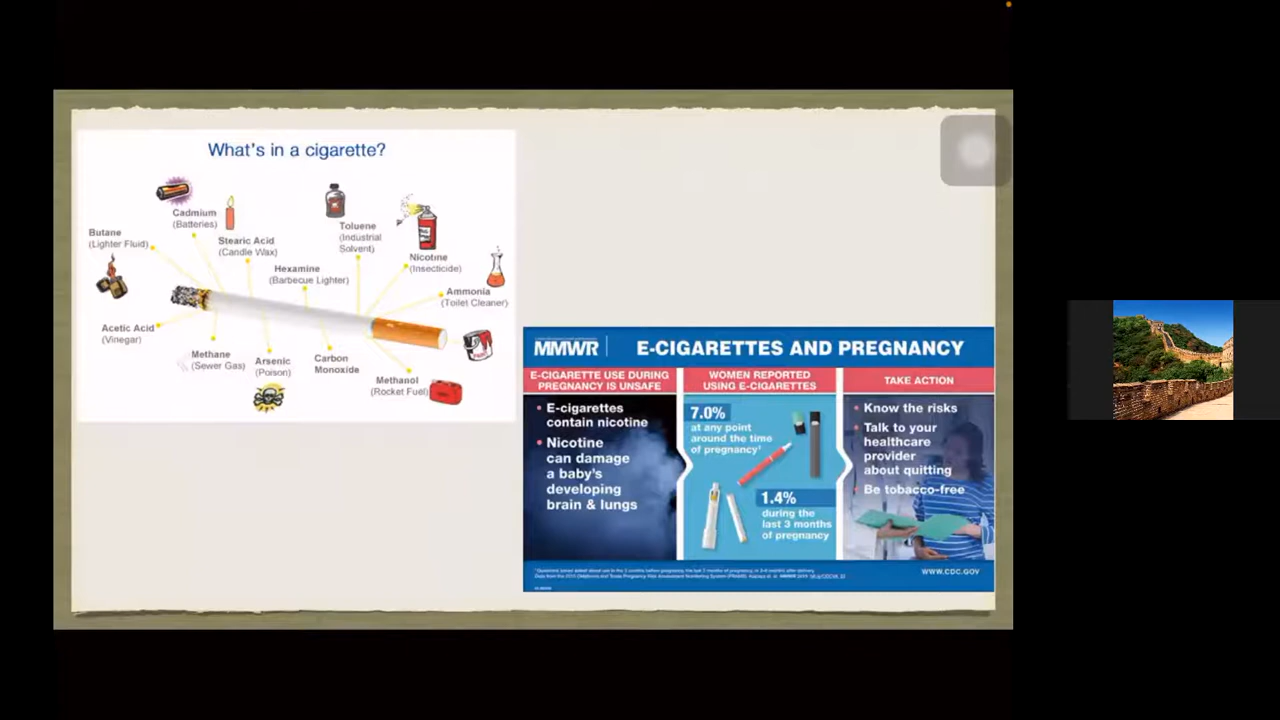 What's in a cigarette?
Cadmium
(Batteries)
Butane
(Lighter Fluid)
Stearic Acid
(Candle Wax)
Toluene
(Industrial
Solvent)
Hexamine
(Barbecue Lighter)
Nicotine
(Insecticide)
Ammonia
(Toilet Cleaner)
PAINT
Acetic Acid
(Vinegar)
Methane
(Sewer Gas)
Arsenic
(Poison)
Carbon
Monoxide
Methanol
(Rocket Fuel)
MMWR
E-CIGARETTES AND PREGNANCY
E-CIGARETTE USE DURING
PREGNANCY IS UNSAFE
• E-cigarettes
contain nicotine
• Nicotine
can damage
a baby's
developing
brain & lungs
WOMEN REPORTED
USING E-CIGARETTES
7.0%
at any point
around the time
of pregnancy¹
1.4%
during the
last 3 months
of pregnancy
TAKE ACTION
• Know the risks
• Talk to your
healthcare
provider
about quitting
• Be tobacco-free
WWW.CDC.GOV